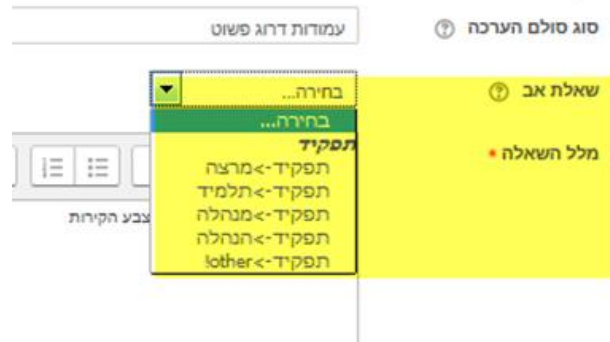 סוג סולם הערכה ?
עמודות דרוג פשוט
שאלת אב ?
בחירה...
בחירה...
תפקיד
תפקיד->מרצה
תפקיד->תלמיד
תפקיד->מנהלה
תפקיד->הנהלה
תפקיד->other!
מלל השאלה
צבע הקירות